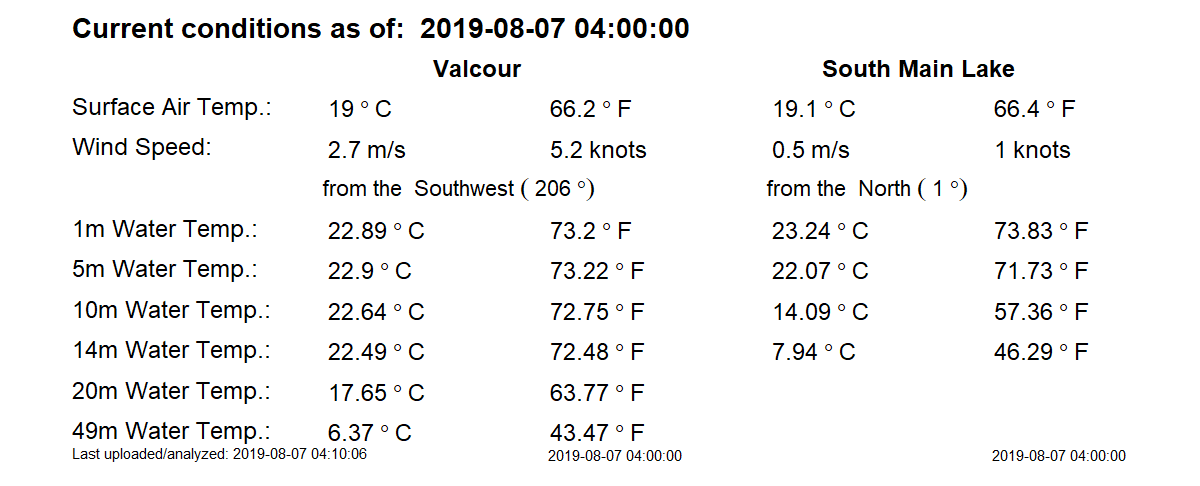 Current conditions as of: 2019-08-07 04:00:00
Valcour South Main Lake
Surface Air Temp.: 19 ° C 66.2 ° F 19.1 ° C 66.4 ° F
Wind Speed: 2.7 m/s 5.2 knots 0.5 m/s 1 knots
from the Southwest ( 206 °) from the North ( 1 °)
1m Water Temp.: 22.89 ° C 73.2 ° F 23.24 ° C 73.83 ° F
5m Water Temp.: 22.9 ° C 73.22 ° F 22.07 ° C 71.73 ° F
10m Water Temp.: 22.64 ° C 72.75 ° F 14.09 ° C 57.36 ° F
14m Water Temp.: 22.49 ° C 72.48 ° F 7.94 ° C 46.29 ° F
20m Water Temp.: 17.65 ° C 63.77 ° F
49m Water Temp.: 6.37 ° C 43.47 ° F
Last uploaded/analyzed: 2019-08-07 04:10:06 2019-08-07 04:00:00 2019-08-07 04:00:00